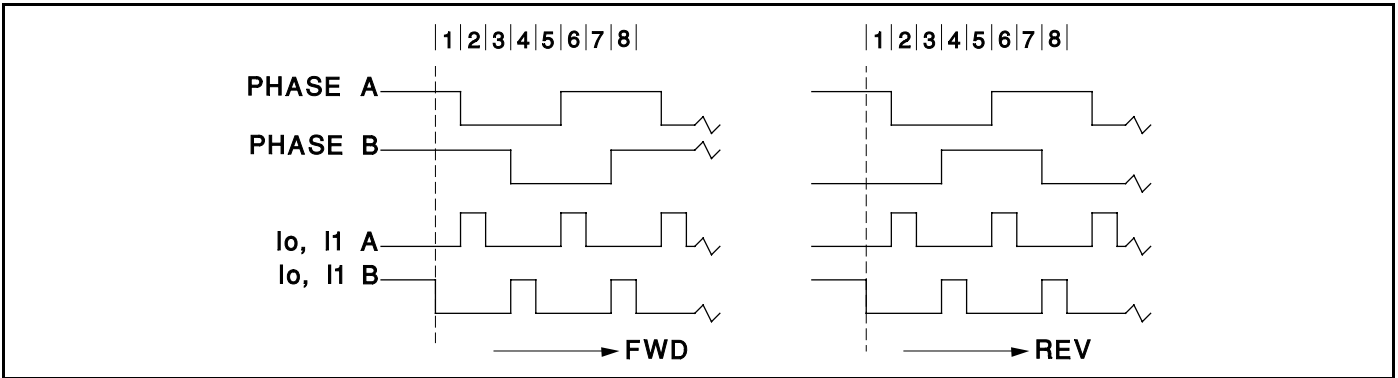 |1|2|3|4|5|6|7|8| |1|2|3|4|5|6|7|8|
PHASE A
PHASE B
Io, I1 A
Io, I1 B
FWD REV